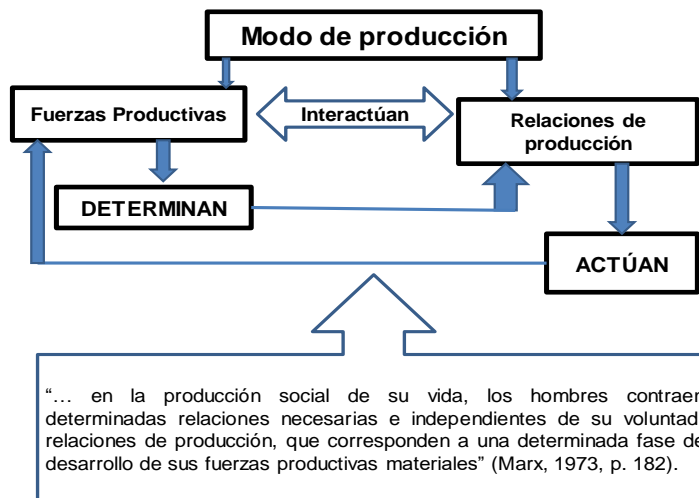 Modo de producción
Fuerzas Productivas
Interactúan
Relaciones de
producción
DETERMINAN
ACTÚAN
“… en la producción social de su vida, los hombres contraen
determinadas relaciones necesarias e independientes de su voluntad
relaciones de producción, que corresponden a una determinada fase de
desarrollo de sus fuerzas productivas materiales” (Marx, 1973, p. 182).